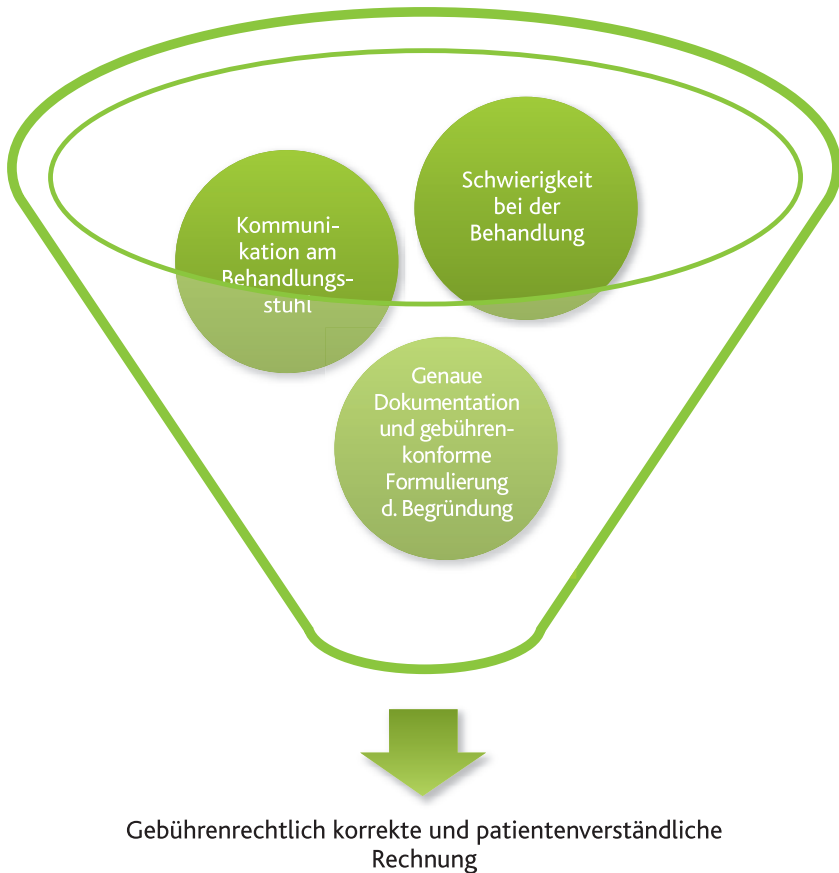 Schwierigkeit
bei der
Behandlung
Kommuni-
kation am
Behandlungs-
stuhl
Genaue
Dokumentation
und gebühren-
konforme
Formulierung
d. Begründung
Gebührenrechtlich korrekte und patientenverständliche
Rechnung